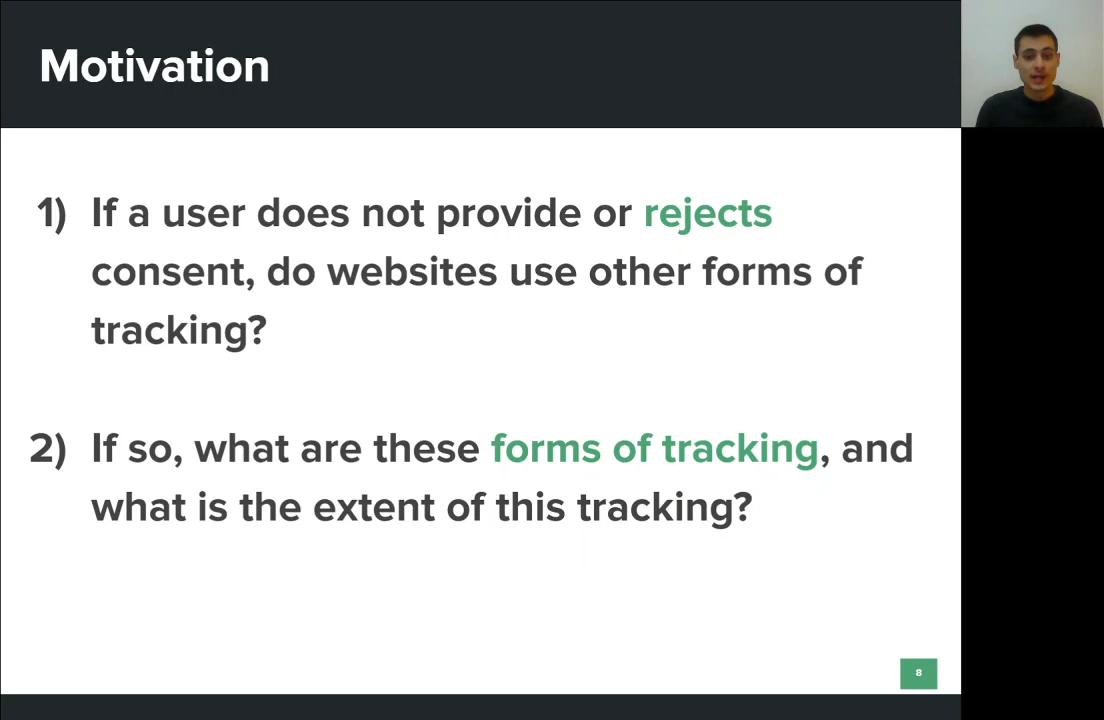 Motivation
1) If a user does not provide or rejects
consent, do websites use other forms of
tracking?
2) If so, what are these forms of tracking, and
what is the extent of this tracking?
8